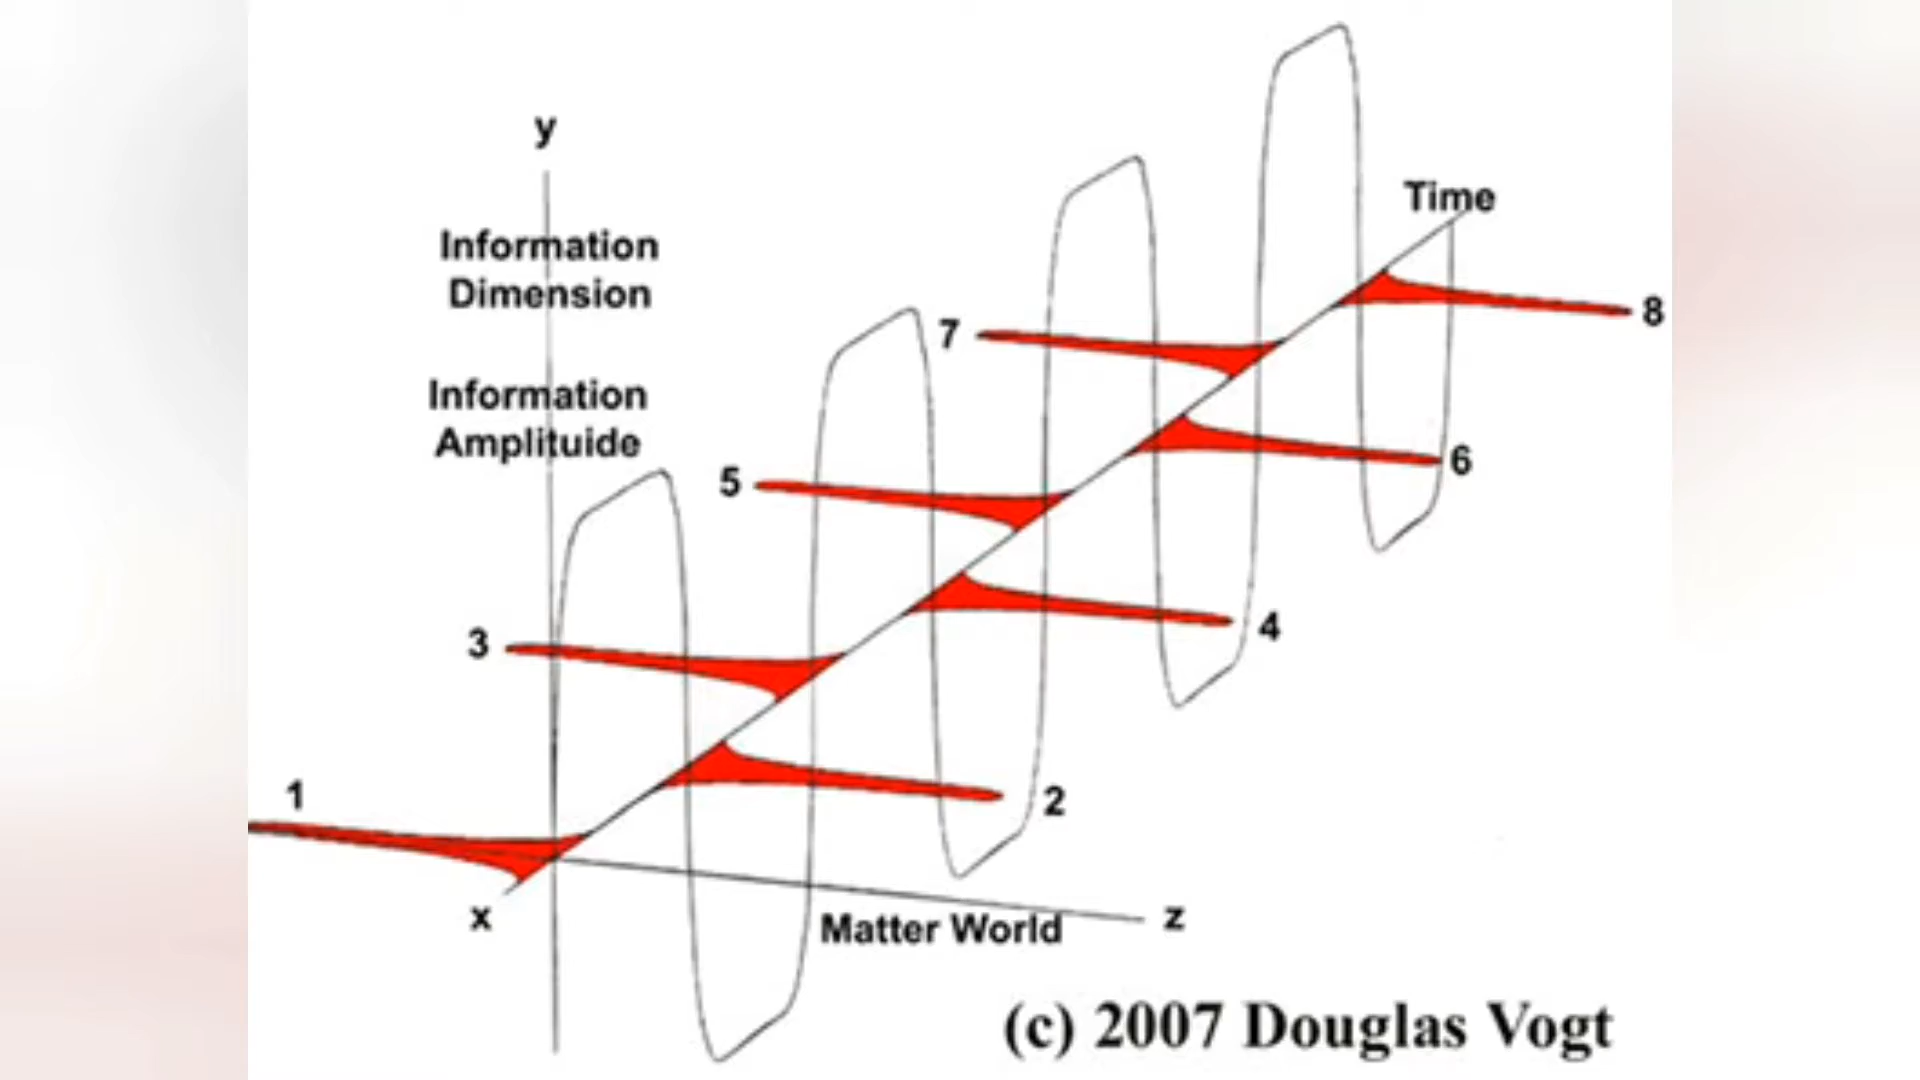 y
Information
Dimension
Information
Amplituide
Time
8
7
6
5
4
3
2
1
x
Matter World
z
(c) 2007 Douglas Vogt